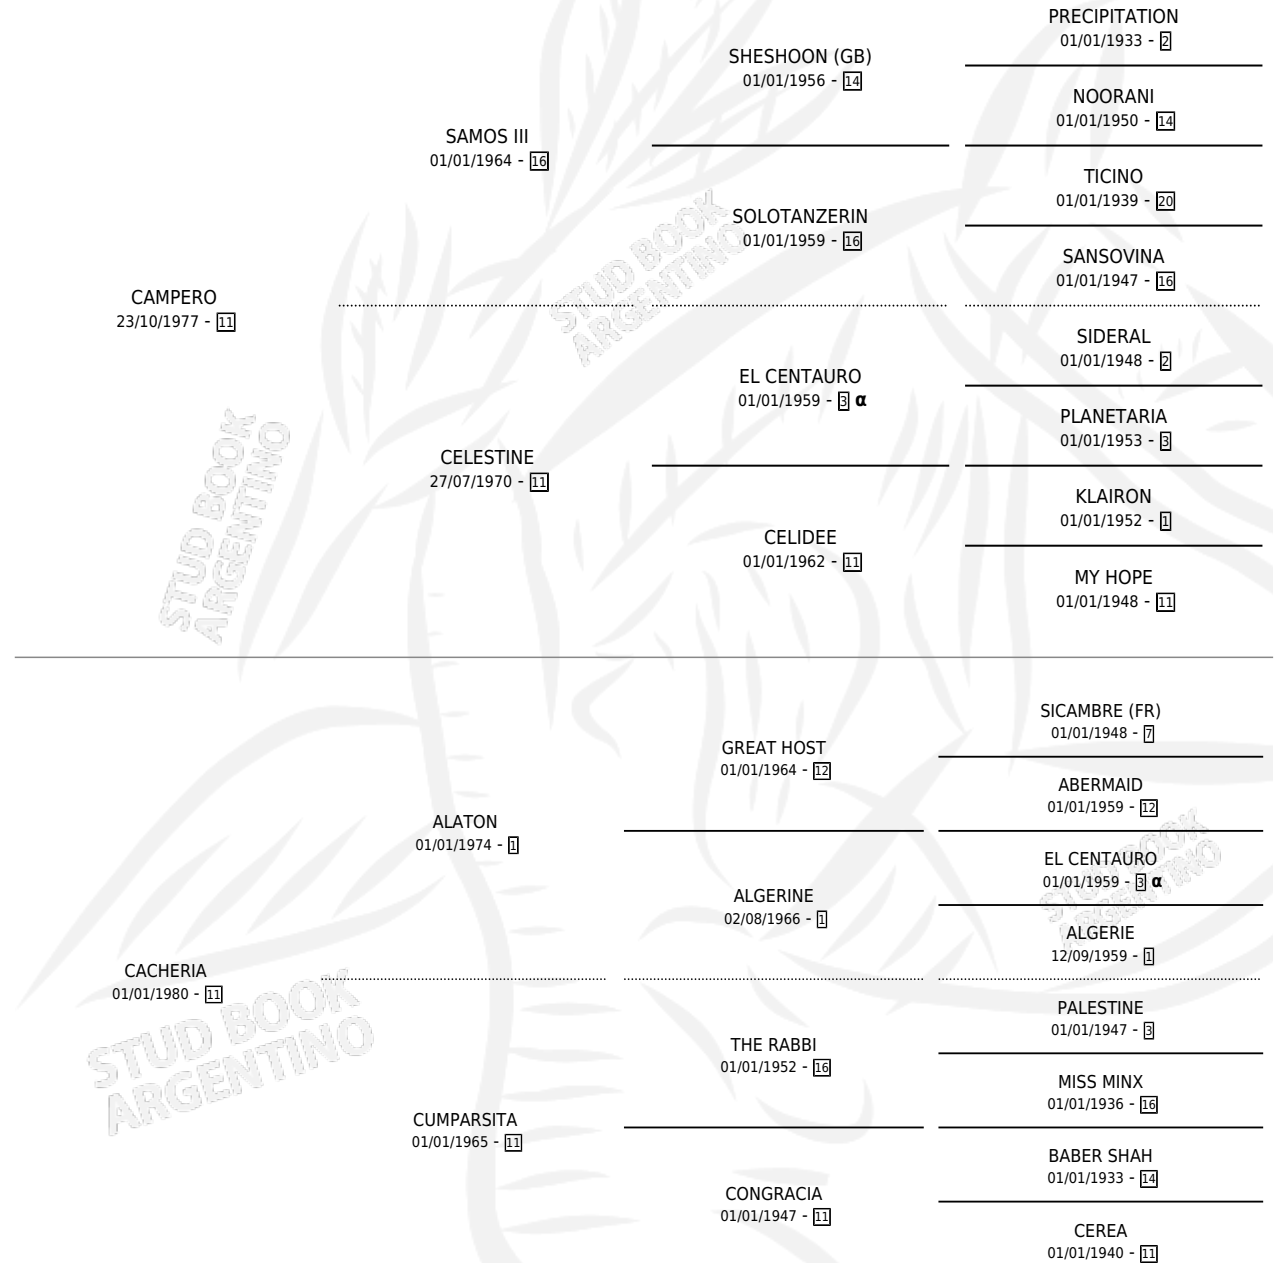 PRECIPITATION
01/01/1933 - 2
SHESHOON (GB)
01/01/1956 - 14
NOORANI
01/01/1950 - 14
SAMOS III
01/01/1964 - 16
TICINO
01/01/1939 - 20
SOLOTANZERIN
01/01/1959 - 16
SANSOVINA
01/01/1947 - 16
CAMPERO
23/10/1977 - 11
SIDERAL
01/01/1948 - 2
EL CENTAURO
01/01/1959 - 3 α
PLANETARIA
01/01/1953 - 3
CELESTINE
27/07/1970 - 11
KLAIRON
01/01/1952 - 1
CELIDEE
01/01/1962 - 11
MY HOPE
01/01/1948 - 11
SICAMBRE (FR)
01/01/1948 - 7
GREAT HOST
01/01/1964 - 12
ABERMAID
01/01/1959 - 12
ALATON
01/01/1974 - 1
EL CENTAURO
01/01/1959 - 3 α
ALGERINE
02/08/1966 - 1
ALGERIE
12/09/1959 - 1
CACHERIA
01/01/1980 - 11
PALESTINE
01/01/1947 - 3
THE RABBI
01/01/1952 - 16
MISS MINX
01/01/1936 - 16
CUMPARSITA
01/01/1965 - 11
BABER SHAH
01/01/1933 - 14
CONGRACIA
01/01/1947 - 11
CEREA
01/01/1940 - 11
STUD BOOK
ARGENTINO
STUD BOOK
ARGENTINO
STUD BOOK
ARGENTINO
STUD BOOK
ARGENTINO